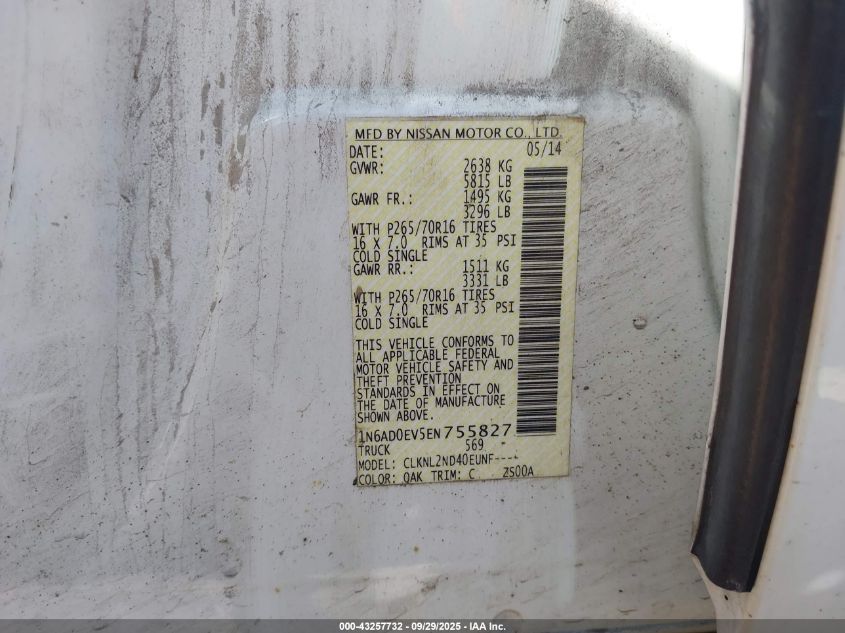 MFD BY NISSAN MOTOR CO., LTD.
DATE: 05/14
GVWR: 2638 KG
5815 LB
GAWR FR.: 1495 KG
3296 LB
WITH P265/70R16 TIRES
16 X 7.0 RIMS AT 35 PSI
COLD SINGLE
GAWR RR.: 1511 KG
3331 LB
WITH P265/70R16 TIRES
16 X 7.0 RIMS AT 35 PSI
COLD SINGLE
THIS VEHICLE CONFORMS TO
ALL APPLICABLE FEDERAL
MOTOR VEHICLE SAFETY AND
THEFT PREVENTION
STANDARDS IN EFFECT ON
THE DATE OF MANUFACTURE
SHOWN ABOVE.
1N6AD0EV5EN755827
TRUCK 569
MODEL: CLKNL2ND40EUNF----
COLOR: QAK TRIM: C 2S00A
000-43257732 - 09/29/2025 - IAA Inc.